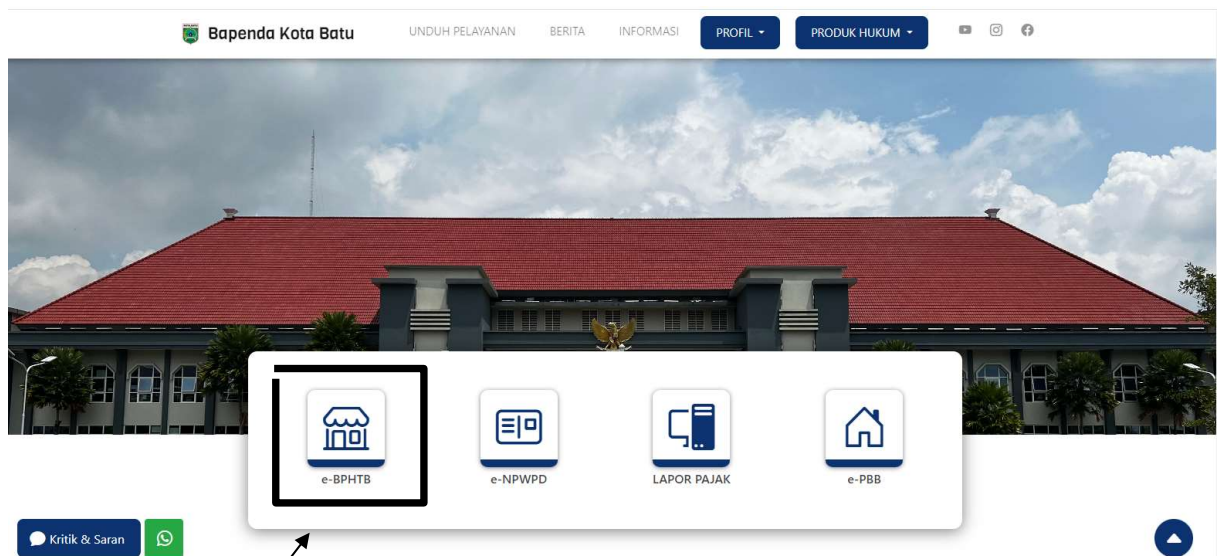 Bapenda Kota Batu UNDUH PELAYANAN BERITA INFORMASI PROFIL PRODUK HUKUM
e-BPHTB e-NPWPD LAPOR PAJAK e-PBB
Kritik & Saran